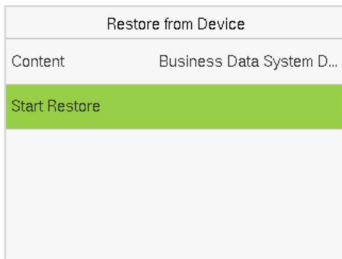 Restore from Device
Content Business Data System D...
Start Restore